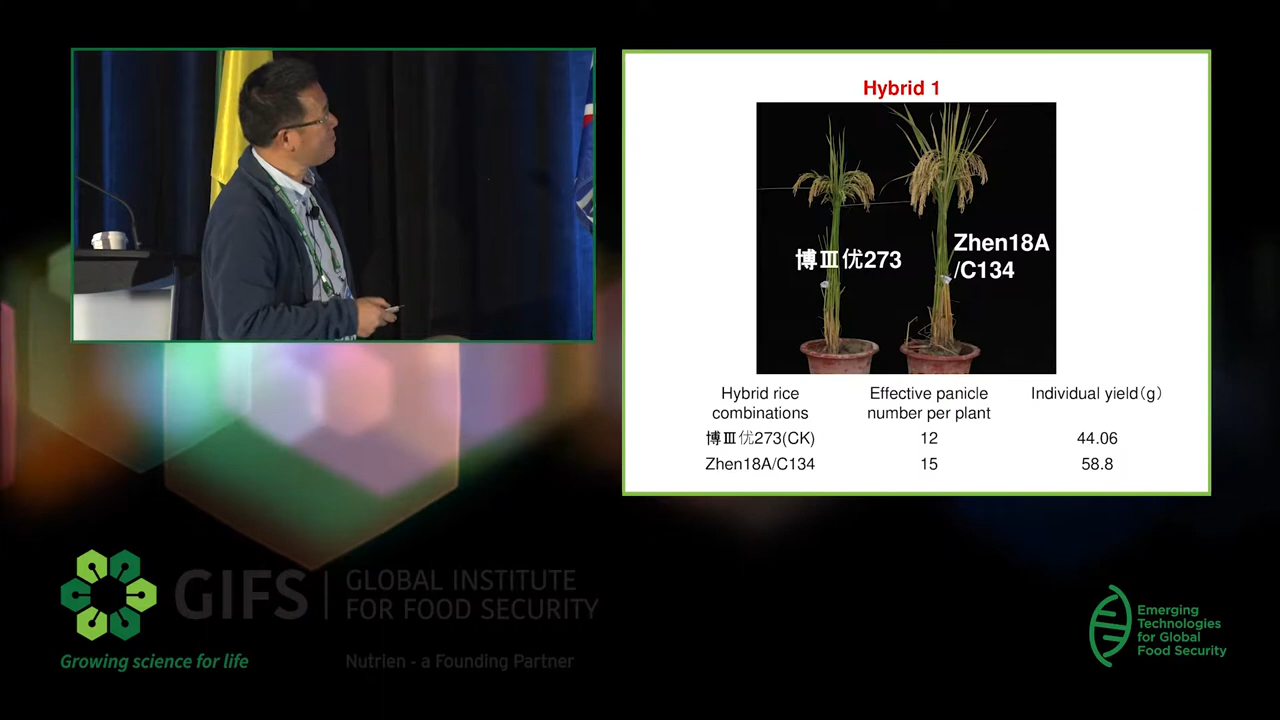 Hybrid 1
博Ⅲ优273
Zhen18A
/C134
Hybrid rice combinations
Effective panicle number per plant
Individual yield(g)
博Ⅲ优273(CK) 12 44.06
Zhen18A/C134 15 58.8
GIFS
GLOBAL INSTITUTE
FOR FOOD SECURITY
Growing science for life
Nutrien - a Founding Partner
Emerging
Technologies
for Global
Food Security